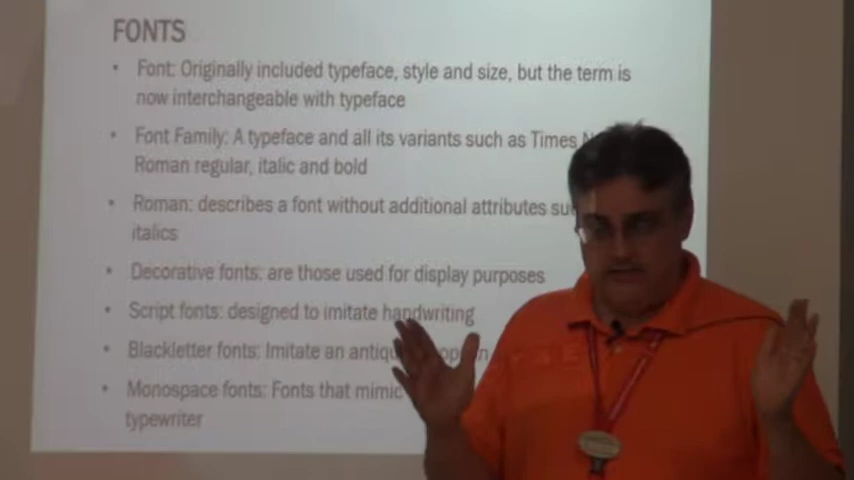 FONTS
• Font: Originally included typeface, style and size, but the term is
now interchangeable with typeface
• Font Family: A typeface and all its variants such as Times
Roman regular, italic and bold
• Roman: describes a font without additional attributes
italics
• Decorative fonts: are those used for display purposes
• Script fonts: designed to imitate handwriting
• Blackletter fonts: Imitate an
• Monospace fonts: Fonts that mimic
typewriter